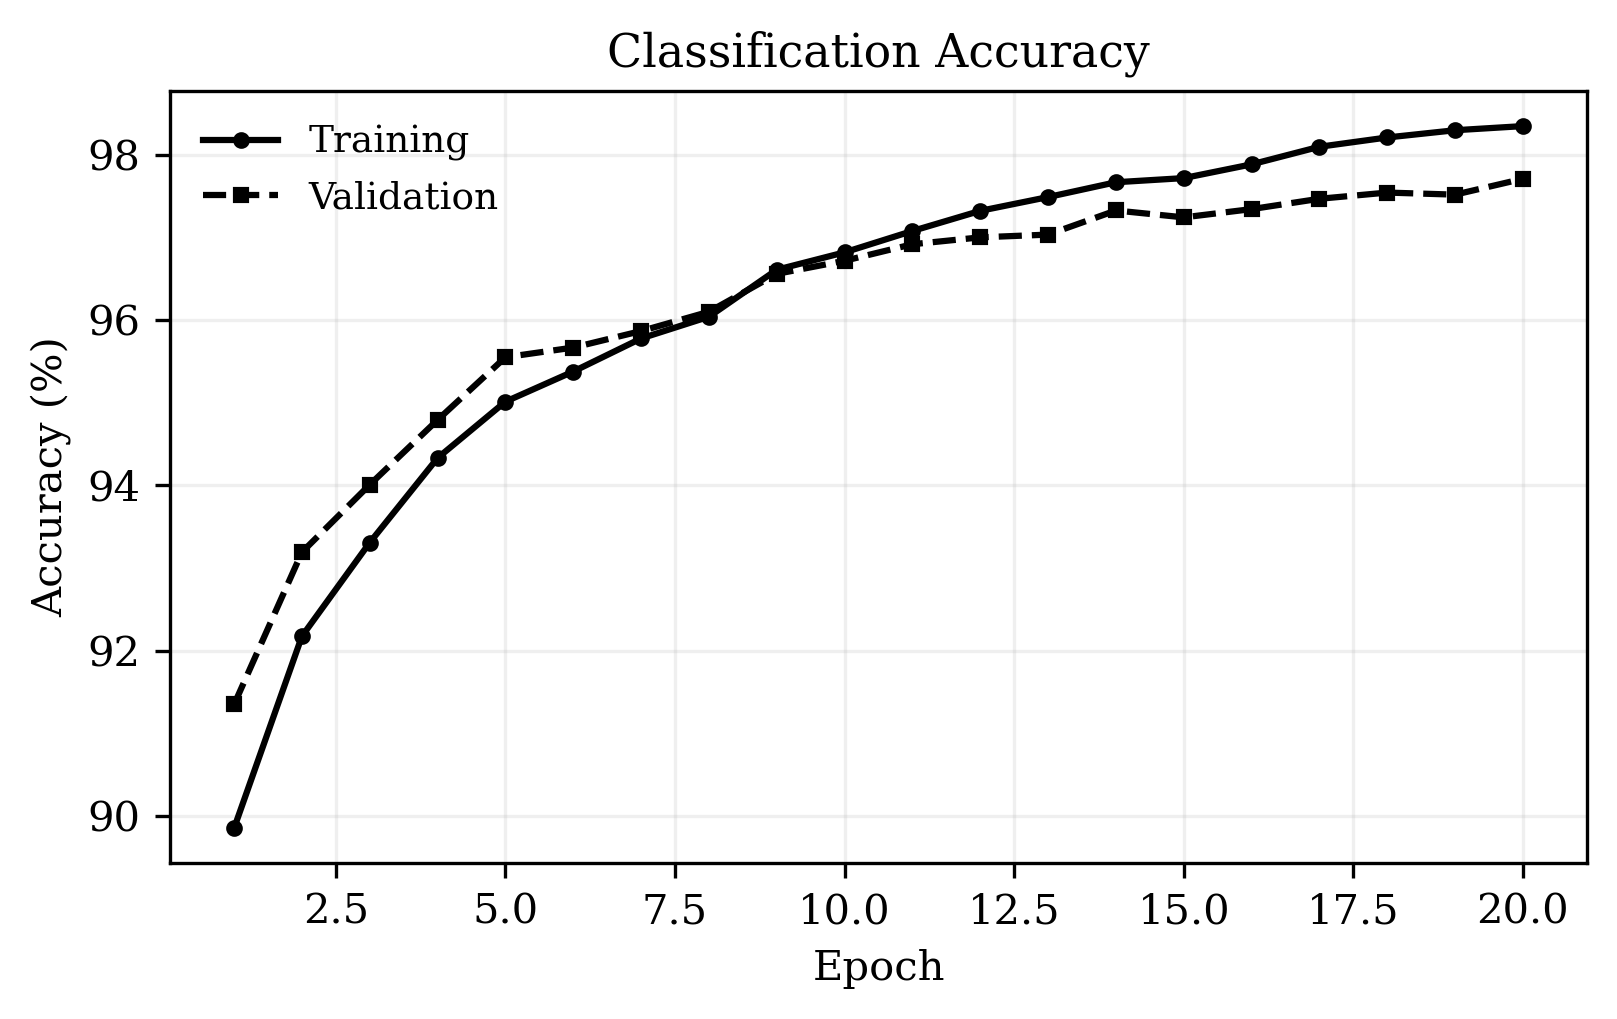 Classification Accuracy
Training
Validation
Accuracy (%)
98
96
94
92
90
2.5 5.0 7.5 10.0 12.5 15.0 17.5 20.0
Epoch